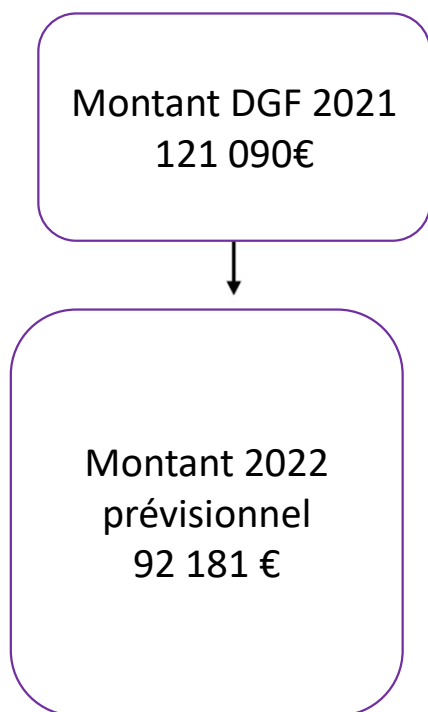 Montant DGF 2021
121 090€
Montant 2022
prévisionnel
92 181 €